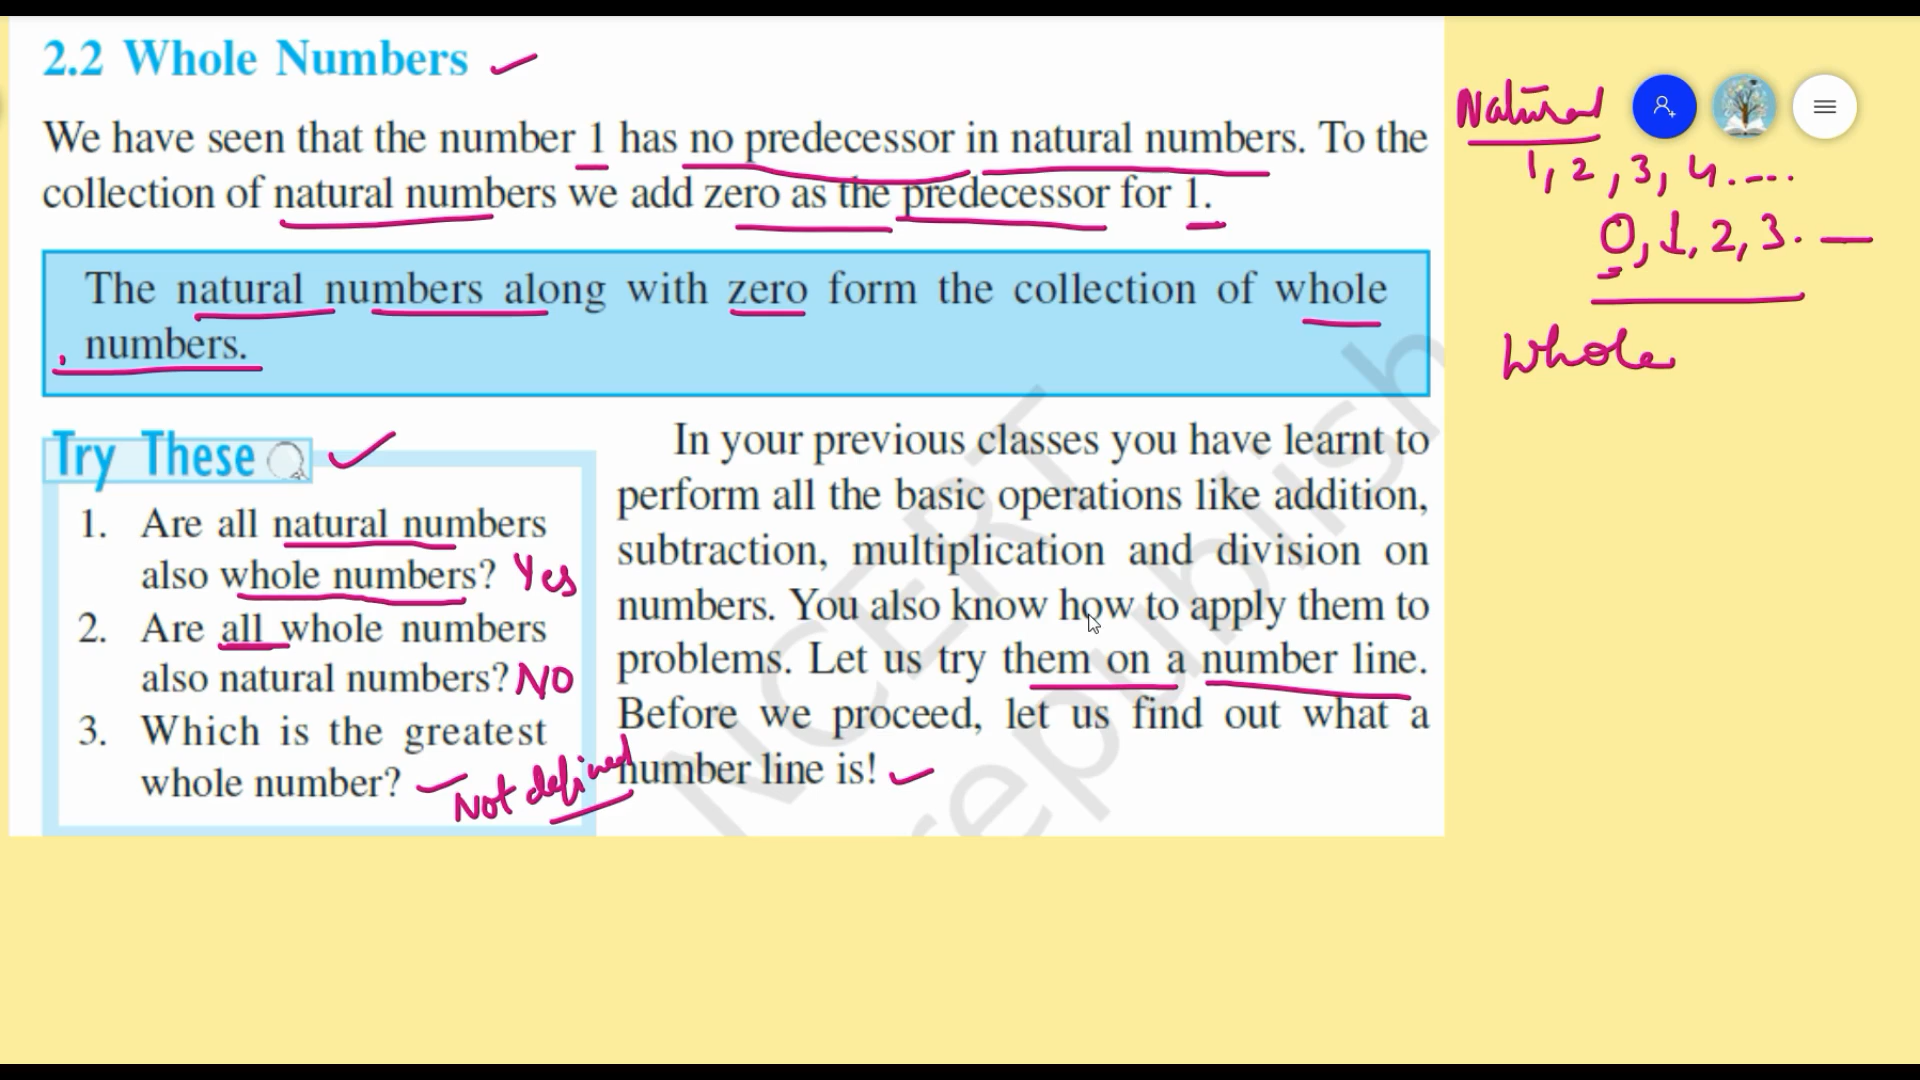 2.2 Whole Numbers
We have seen that the number 1 has no predecessor in natural numbers. To the
collection of natural numbers we add zero as the predecessor for 1.
The natural numbers along with zero form the collection of whole
numbers.
Try These
1. Are all natural numbers
also whole numbers? Yes
2. Are all whole numbers
also natural numbers? NO
3. Which is the greatest
whole number? Not defined
In your previous classes you have learnt to
perform all the basic operations like addition,
subtraction, multiplication and division on
numbers. You also know how to apply them to
problems. Let us try them on a number line.
Before we proceed, let us find out what a
number line is!
NCERT
republish
Natural
1, 2, 3, 4.....
0, 1, 2, 3. —
Whole